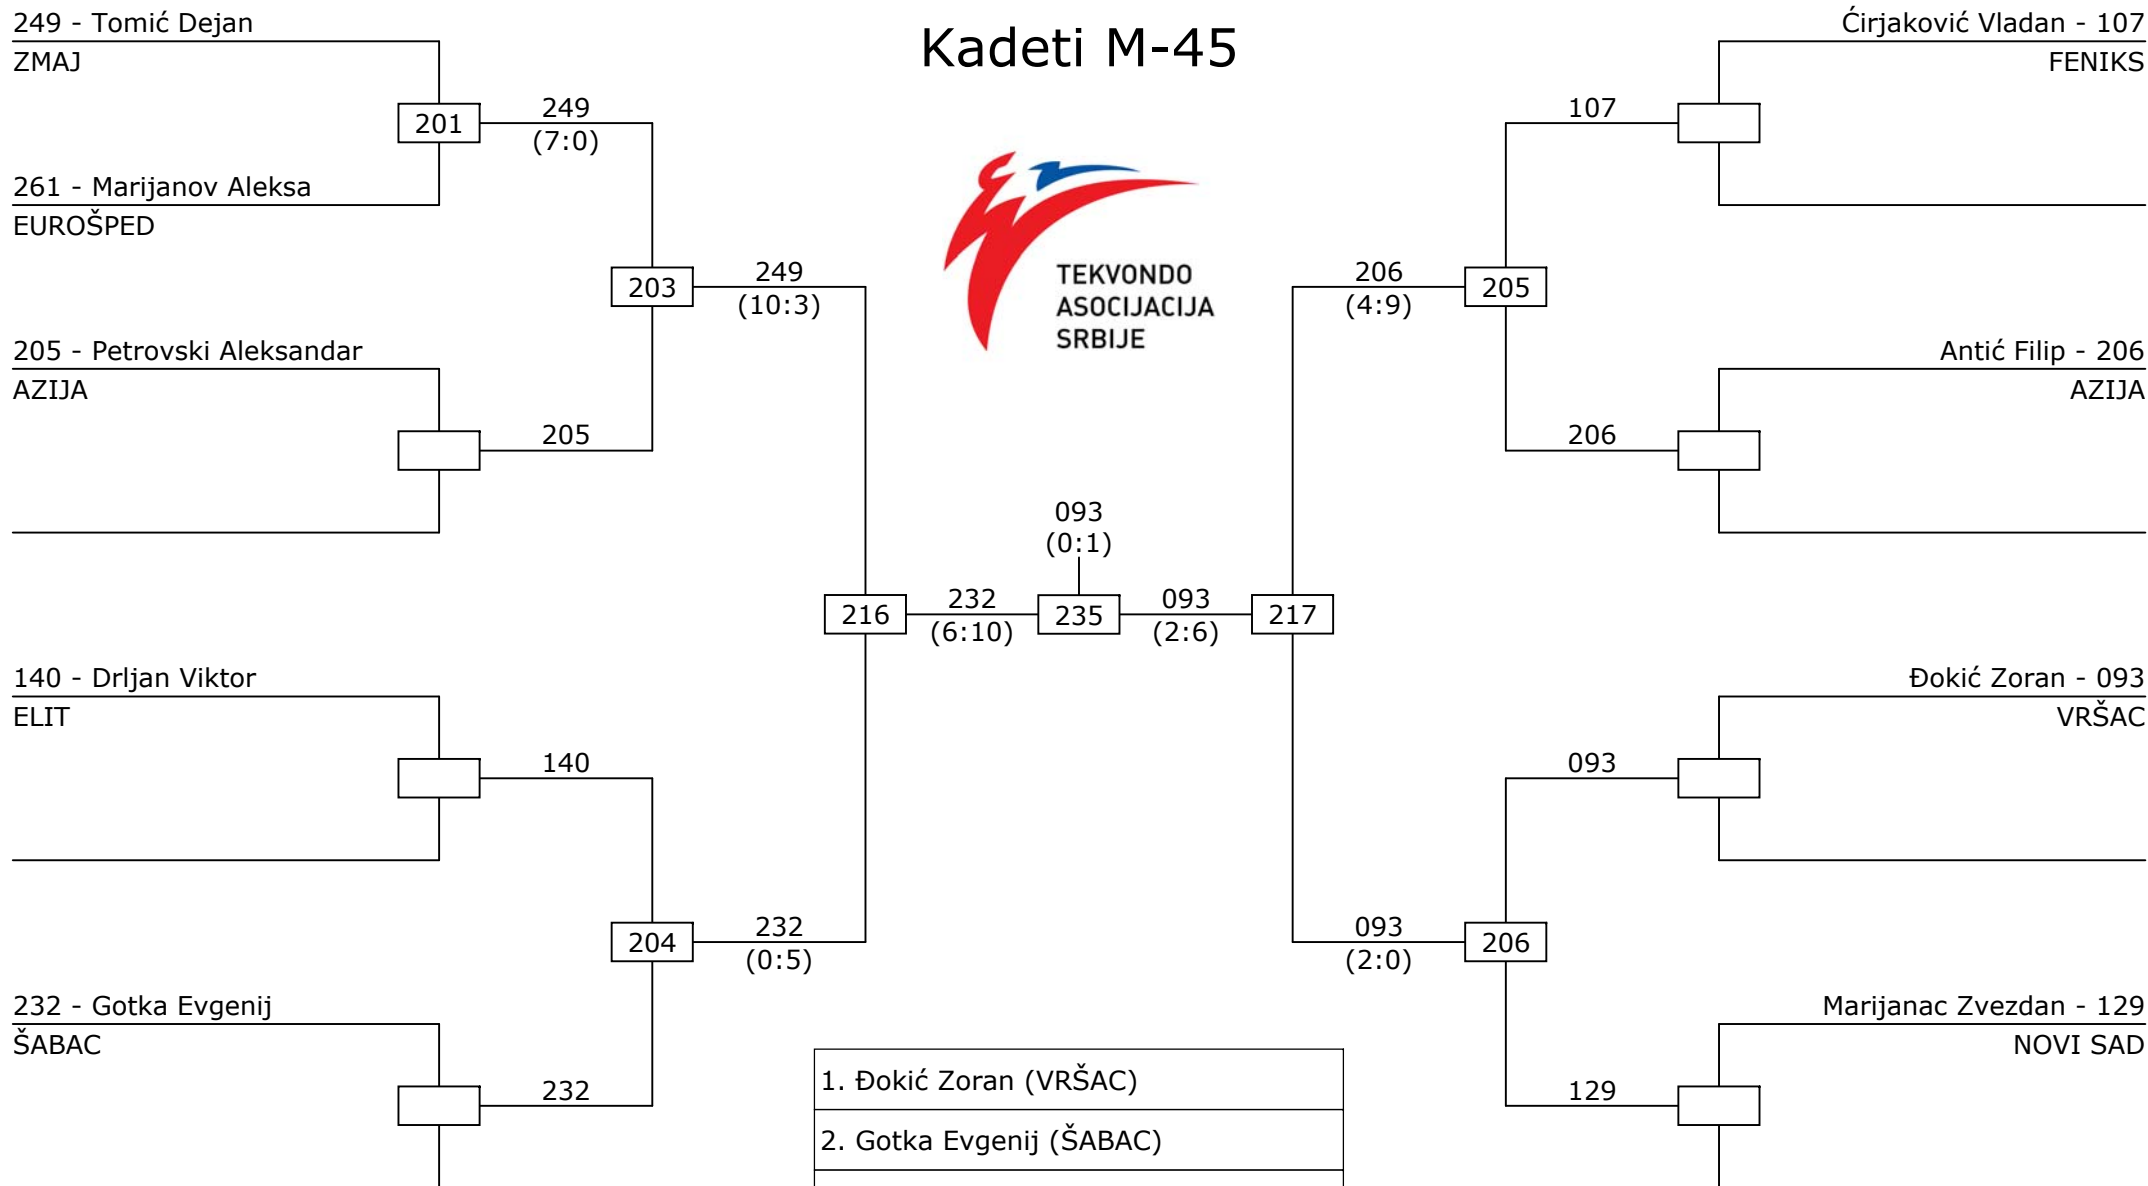 Kadeti M-45
249 - Tomić Dejan
ZMAJ
261 - Marijanov Aleksa
EUROŠPED
205 - Petrovski Aleksandar
AZIJA
140 - Drljan Viktor
ELIT
232 - Gotka Evgenij
ŠABAC
201
249
(7:0)
205
140
232
203
249
(10:3)
204
232
(0:5)
216
232
(6:10)
TEKVONDO
ASOCIJACIJA
SRBIJE
093
(0:1)
235
093
(2:6)
217
206
(4:9)
205
093
(2:0)
206
107
206
093
129
Ćirjaković Vladan - 107
FENIKS
Antić Filip - 206
AZIJA
Đokić Zoran - 093
VRŠAC
Marijanac Zvezdan - 129
NOVI SAD
1. Đokić Zoran (VRŠAC)
2. Gotka Evgenij (ŠABAC)